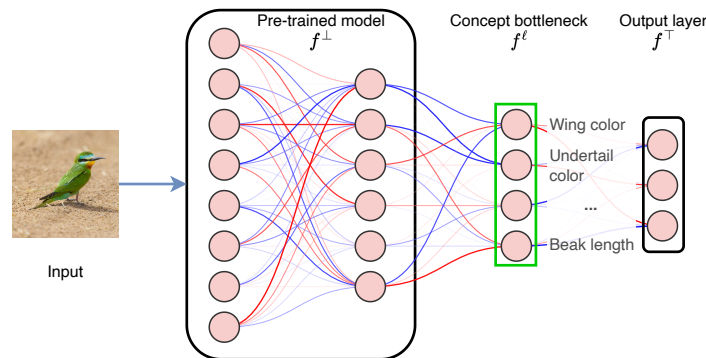 Pre-trained model
f⊥
Concept bottleneck
fℓ
Output layer
f⊤
Wing color
Undertail
color
...
Beak length
Input